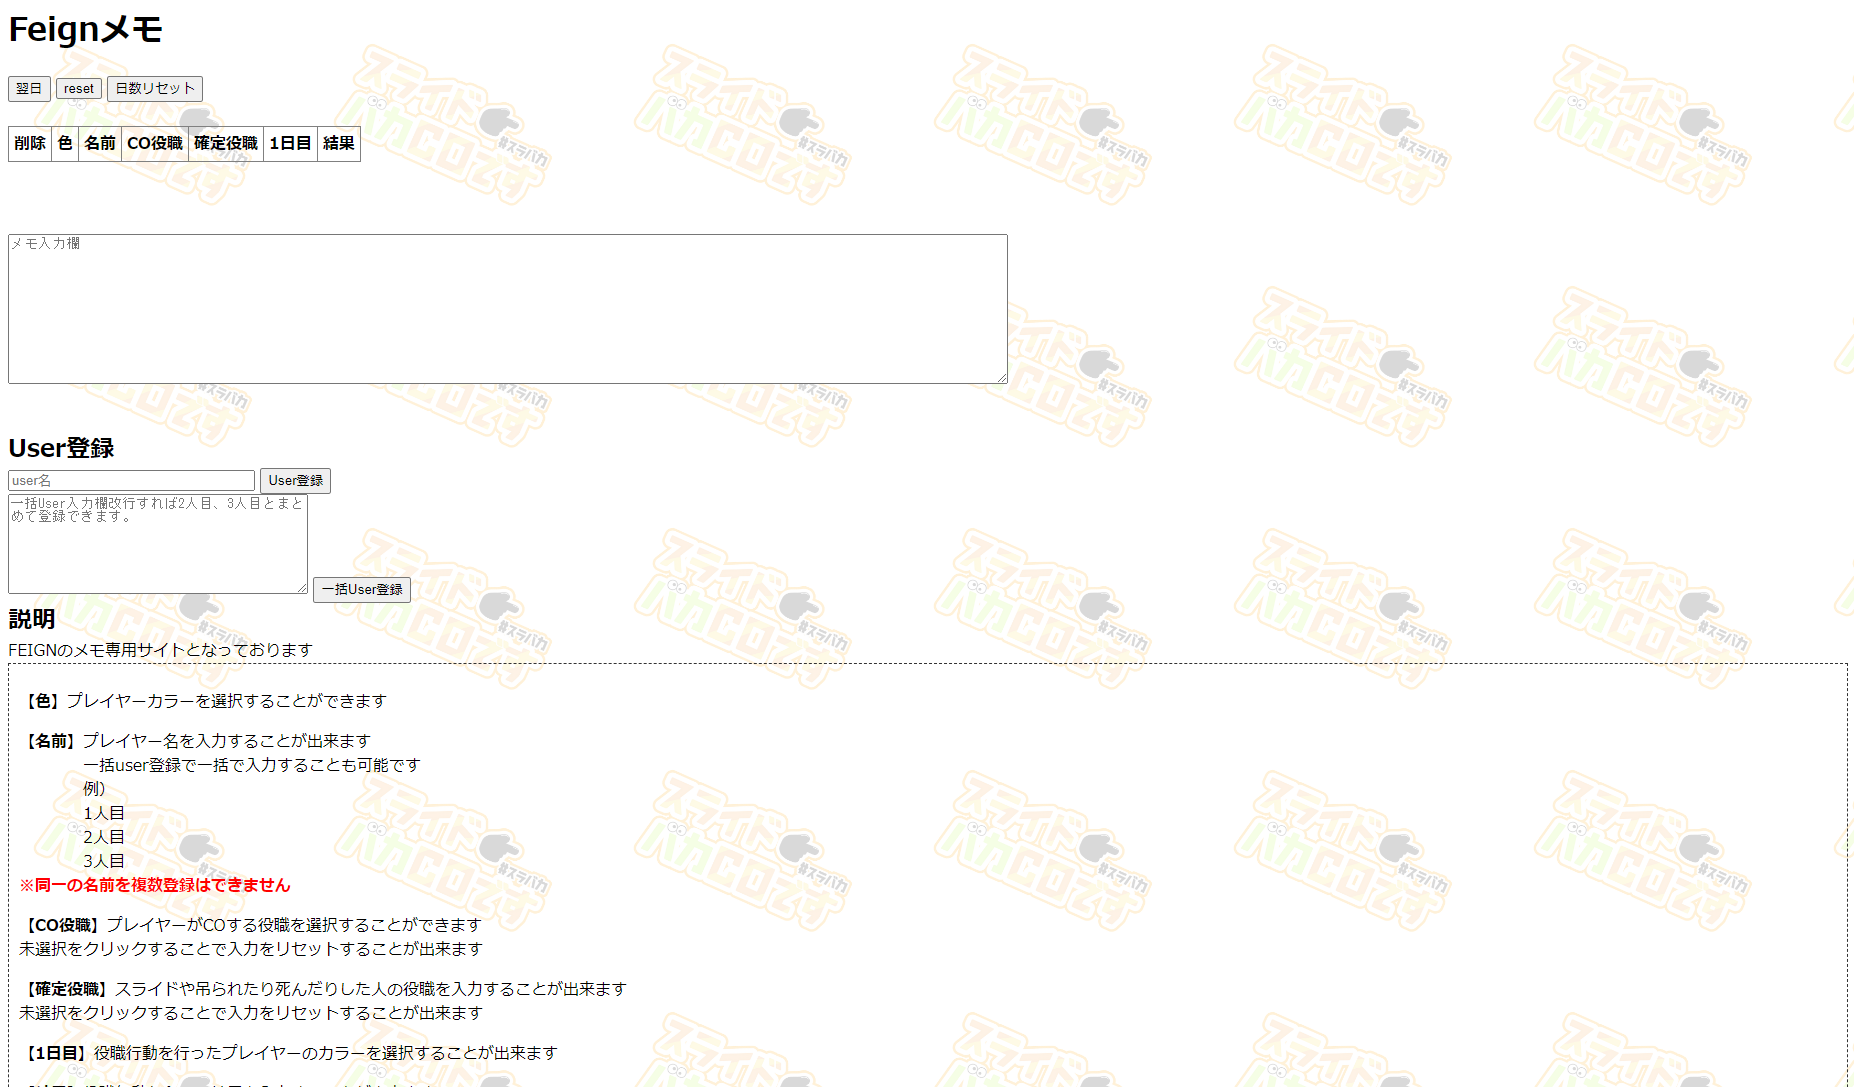 Feignメモ
翌日 reset 日数リセット
削除 色 名前 CO役職 確定役職 1日目 結果
メモ入力欄
User登録
user名 User登録
一括User入力欄改行すれば2人目、3人目とまと
めて登録できます。
一括User登録
説明
FEIGNのメモ専用サイトとなっております
【色】プレイヤーカラーを選択することができます
【名前】プレイヤー名を入力することが出来ます
一括user登録で一括で入力することも可能です
例）
1人目
2人目
3人目
※同一の名前を複数登録はできません
【CO役職】プレイヤーがCOする役職を選択することができます
未選択をクリックすることで入力をリセットすることが出来ます
【確定役職】スライドや吊られたり死んだりした人の役職を入力することが出来ます
未選択をクリックすることで入力をリセットすることが出来ます
【1日目】役職行動を行ったプレイヤーのカラーを選択することが出来ます
スライド
バカCOです
#スラバカ